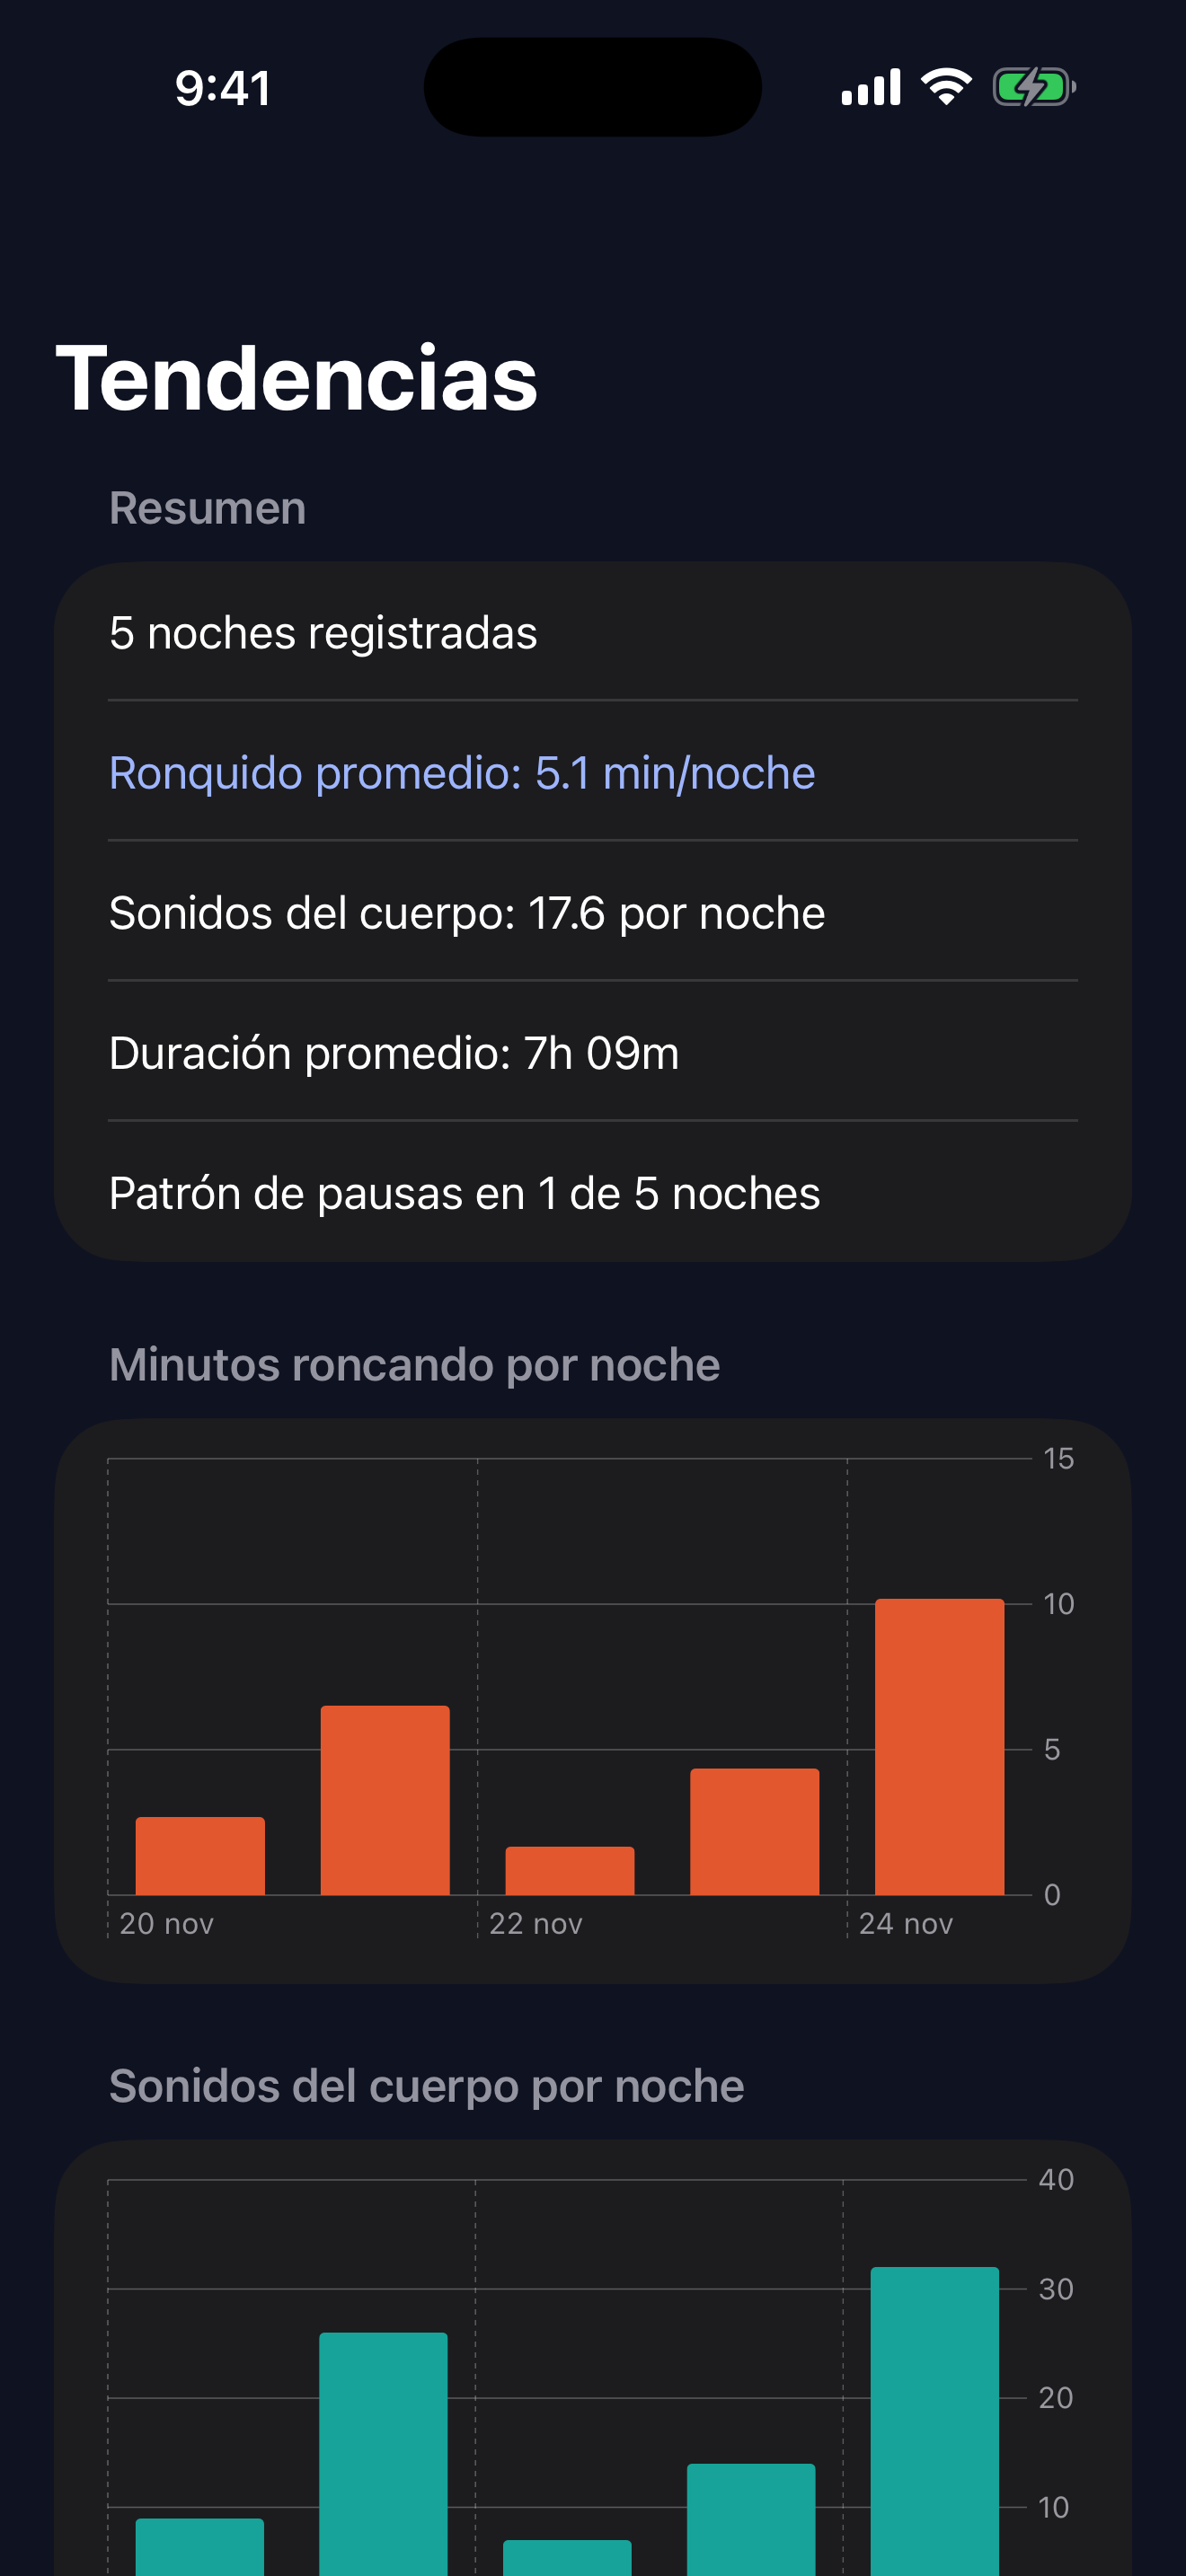 9:41
Tendencias
Resumen
5 noches registradas
Ronquido promedio: 5.1 min/noche
Sonidos del cuerpo: 17.6 por noche
Duración promedio: 7h 09m
Patrón de pausas en 1 de 5 noches
Minutos roncando por noche
15
10
5
0
20 nov
22 nov
24 nov
Sonidos del cuerpo por noche
40
30
20
10